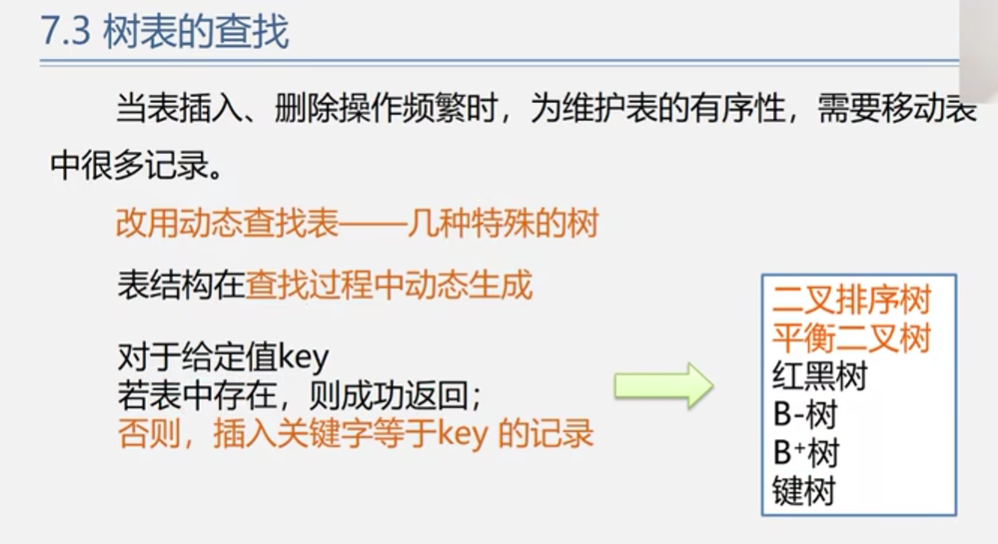 7.3 树表的查找
当表插入、删除操作频繁时，为维护表的有序性，需要移动表
中很多记录。
改用动态查找表——几种特殊的树
表结构在查找过程中动态生成
对于给定值key
若表中存在，则成功返回；
否则，插入关键字等于key 的记录
二叉排序树
平衡二叉树
红黑树
B-树
B⁺树
键树